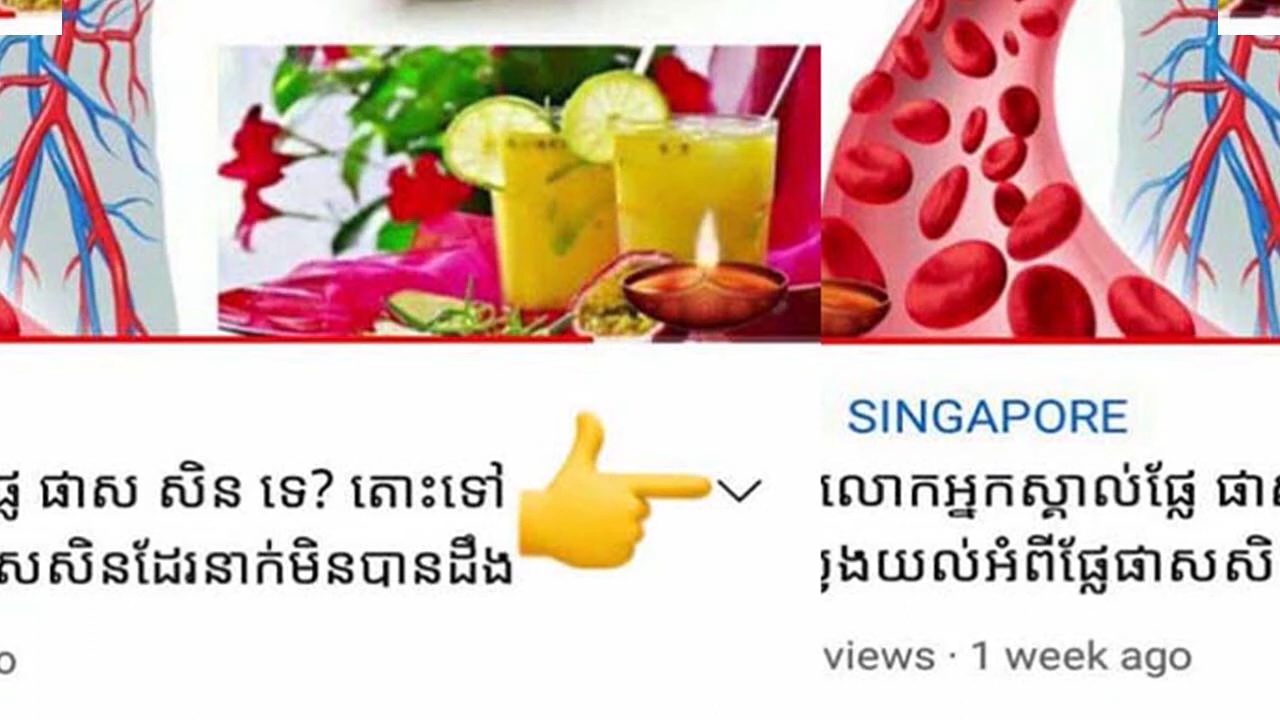 ផ្លែ ផាស សិន ទេ? តោះទៅ
សសិនដែរនាក់មិនបានដឹង
SINGAPORE
លោកអ្នកស្គាល់ផ្លែ
ងយល់អំពីផ្លែផាសសិ
views · 1 week ago